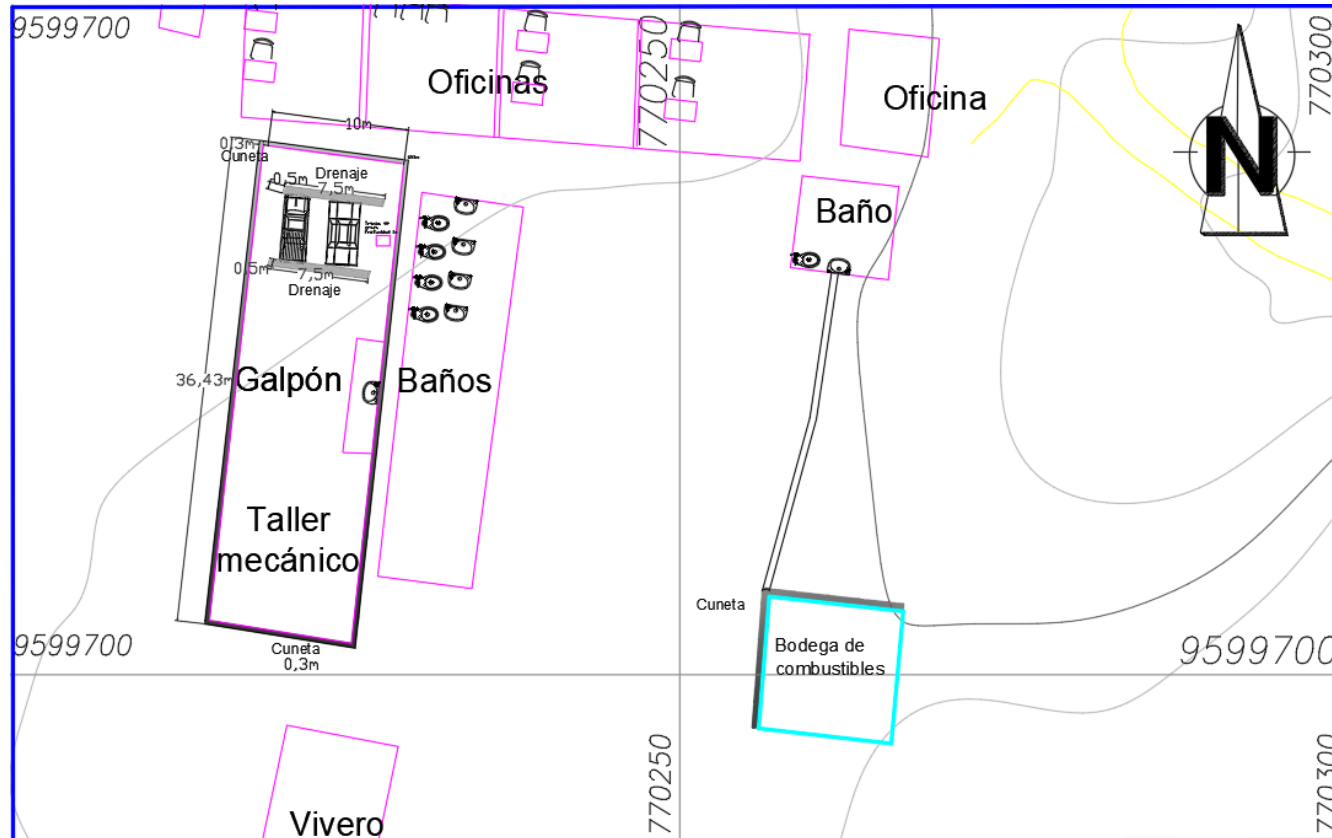 9599700
770250
770300
Oficinas
Oficina
10m
0,3m
Cuneta
Drenaje
0,5m
7,5m
Baño
0,5m
7,5m
Drenaje
36,43m
Galpón
Baños
Taller
mecánico
Cuneta
Cuneta
0,3m
9599700
Bodega de
combustibles
9599700
770250
770300
Vivero
N